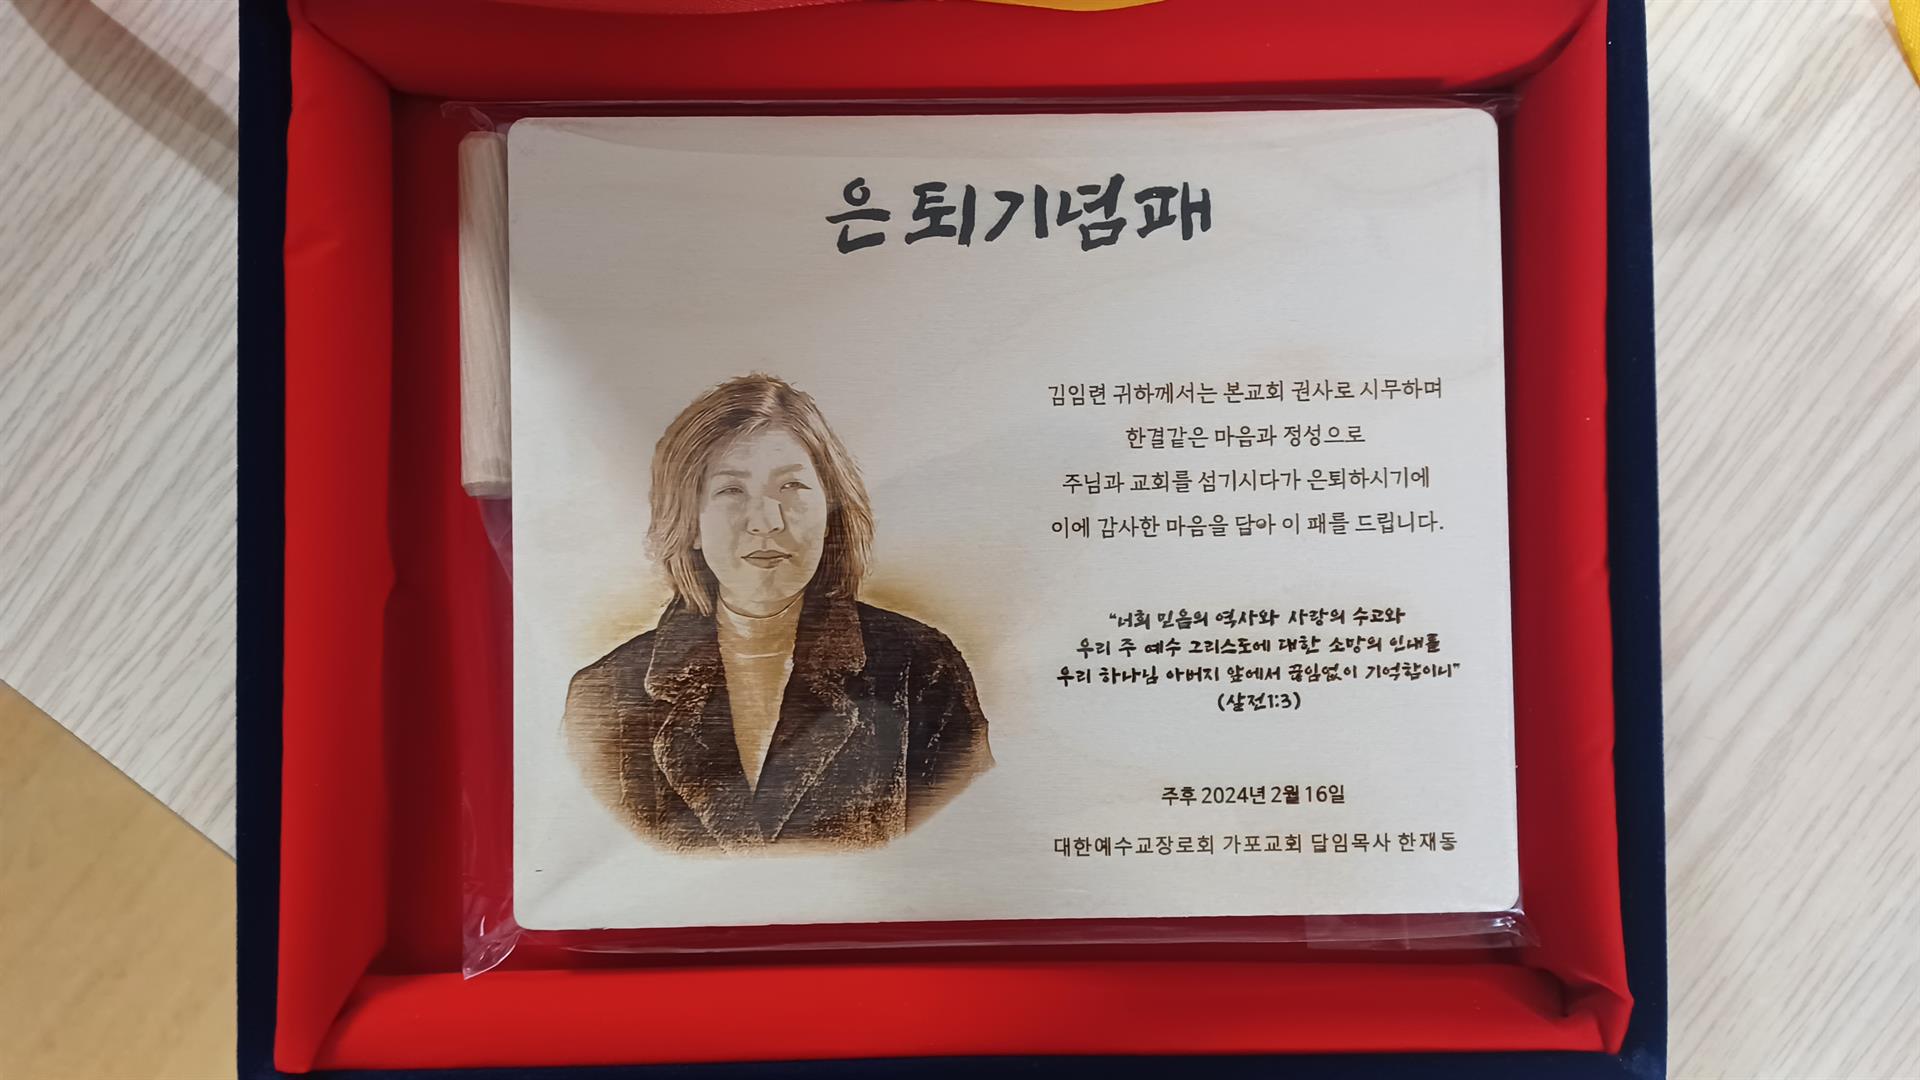 은퇴기념패
김임련 귀하께서는 본교회 권사로 시무하며
한결같은 마음과 정성으로
주님과 교회를 섬기시다가 은퇴하시기에
이에 감사한 마음을 담아 이 패를 드립니다.
“너희 믿음의 역사와 사랑의 수고와
우리 주 예수 그리스도에 대한 소망의 인내를
우리 하나님 아버지 앞에서 끊임없이 기억함이니”
(살전1:3)
주후 2024년 2월 16일
대한예수교장로회 가포교회 담임목사 한재동